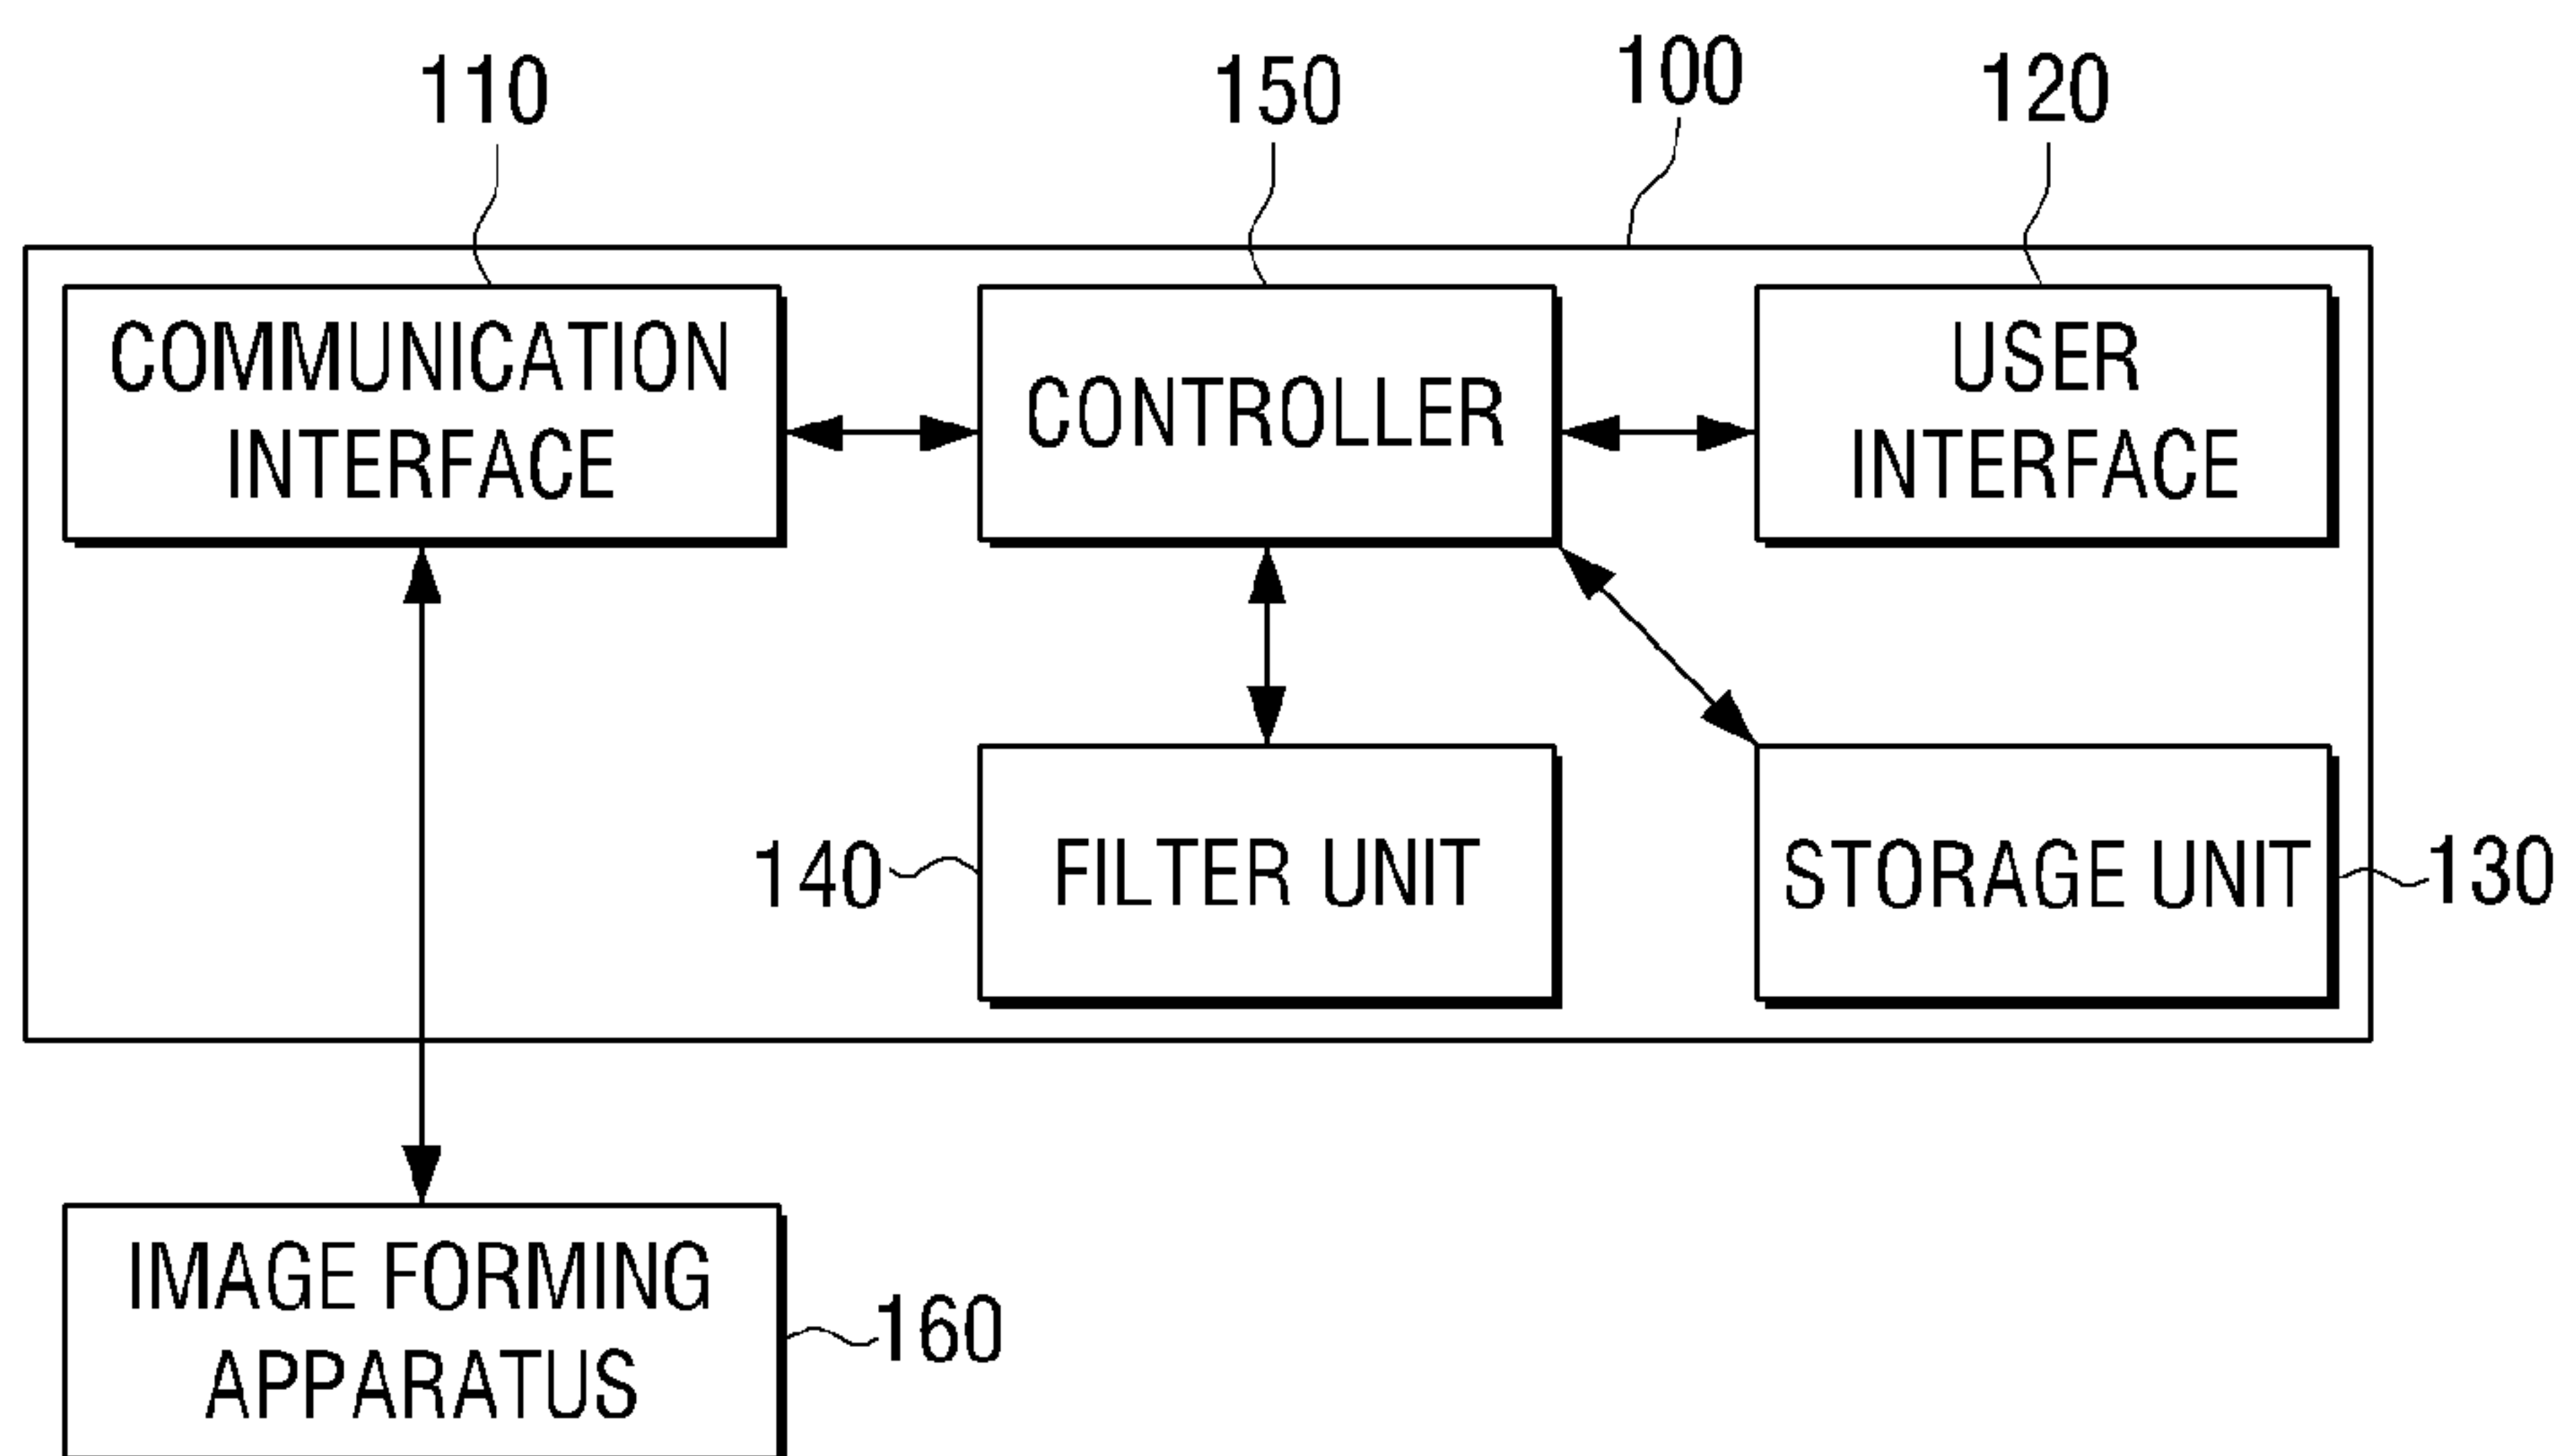 110
150
100
120
COMMUNICATION
INTERFACE
CONTROLLER
USER
INTERFACE
140
FILTER UNIT
STORAGE UNIT
130
IMAGE FORMING
APPARATUS
160